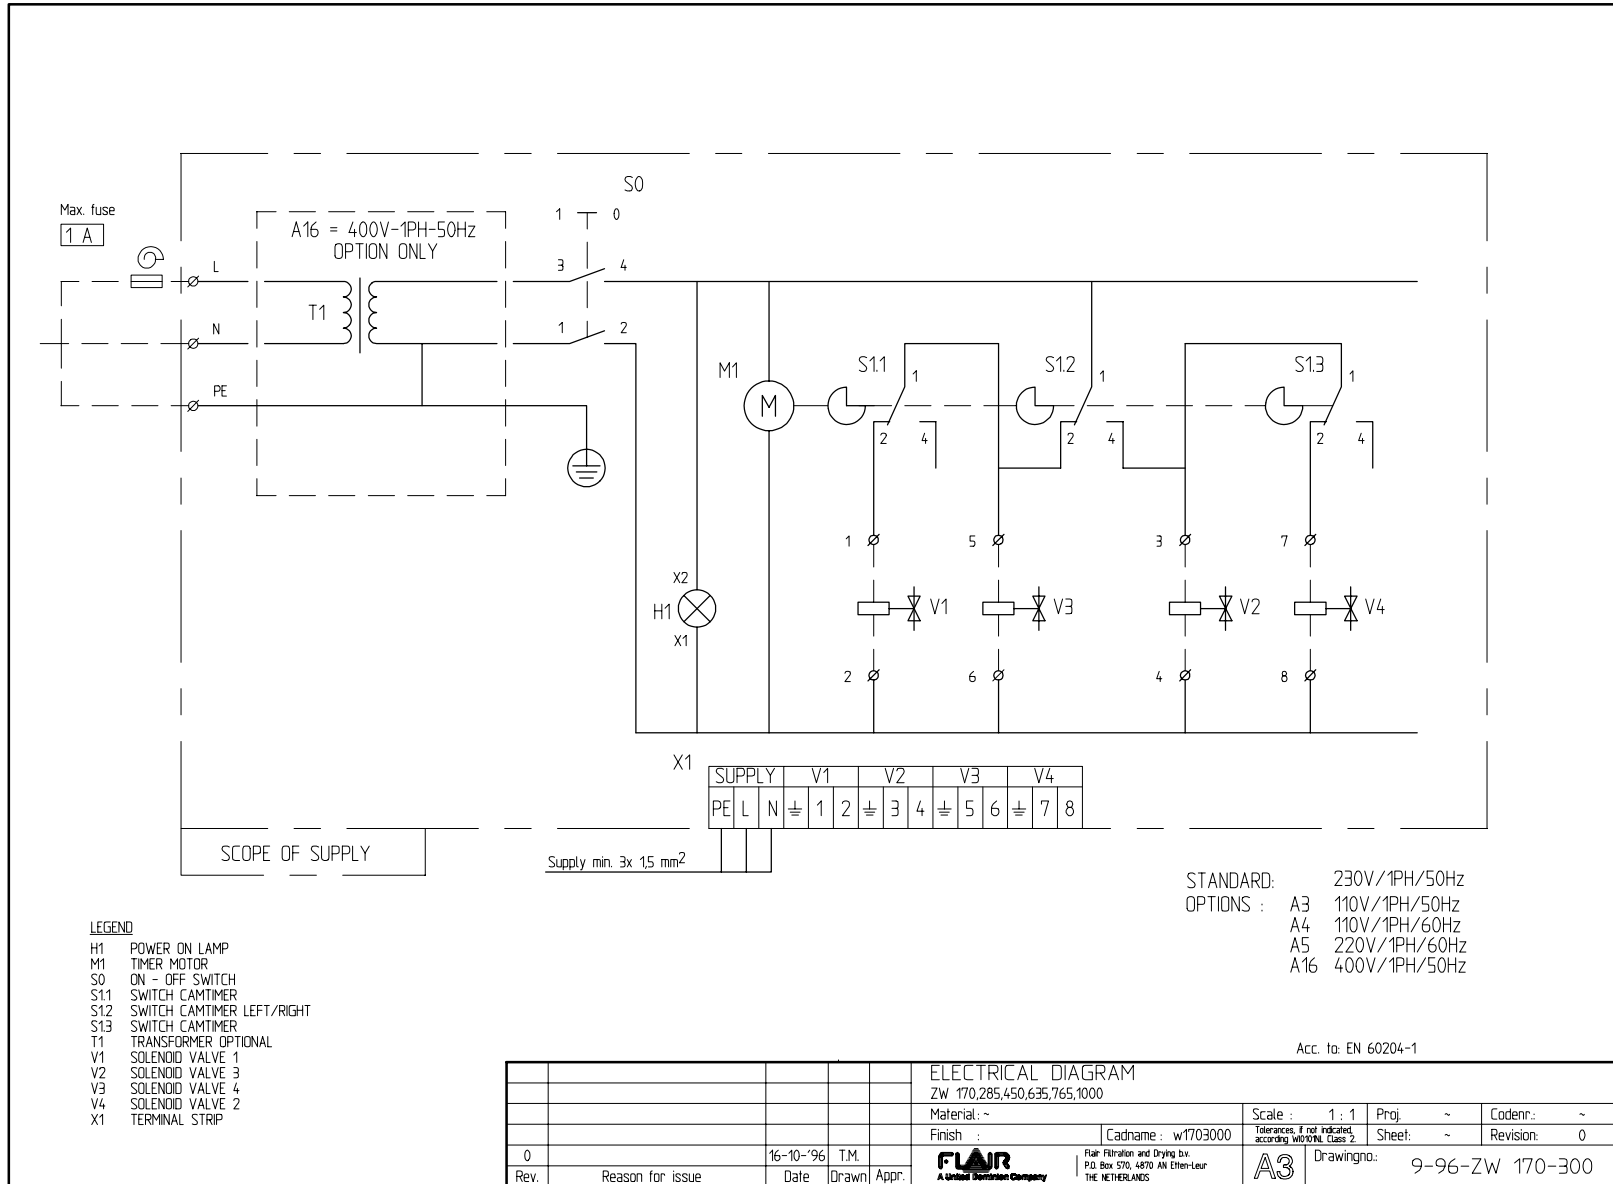 S0
Max. fuse
1 A
A16 = 400V-1PH-50Hz
OPTION ONLY
1 0
L
3 4
T1
N
1 2
PE
M1
M
S1.1
1
2 4
S1.2
1
2 4
S1.3
1
2 4
1 5 3 7
X2
H1
X1
V1 V3 V2 V4
2 6 4 8
X1
SUPPLY V1 V2 V3 V4
PE L N 1 2 3 4 5 6 7 8
SCOPE OF SUPPLY
Supply min. 3x 1,5 mm2
STANDARD: 230V/1PH/50Hz
OPTIONS : A3 110V/1PH/50Hz
A4 110V/1PH/60Hz
A5 220V/1PH/60Hz
A16 400V/1PH/50Hz
LEGEND
H1 POWER ON LAMP
M1 TIMER MOTOR
S0 ON - OFF SWITCH
S1.1 SWITCH CAMTIMER
S1.2 SWITCH CAMTIMER LEFT/RIGHT
S1.3 SWITCH CAMTIMER
T1 TRANSFORMER OPTIONAL
V1 SOLENOID VALVE 1
V2 SOLENOID VALVE 3
V3 SOLENOID VALVE 4
V4 SOLENOID VALVE 2
X1 TERMINAL STRIP
Acc. to: EN 60204-1
ELECTRICAL DIAGRAM
ZW 170,285,450,635,765,1000
Material: ~
Scale : 1 : 1
Proj. ~
Codenr.: ~
Finish :
Cadname : w1703000
Tolerances, if not indicated,
according WI0101NL Class 2.
Sheet: ~
Revision: 0
0 16-10-'96 T.M.
Rev. Reason for issue Date Drawn Appr.
FLAIR
A United Dominion Company
Flair Filtration and Drying b.v.
P.O. Box 570, 4870 AN Etten-Leur
THE NETHERLANDS
A3
Drawingno.:
9-96-ZW 170-300